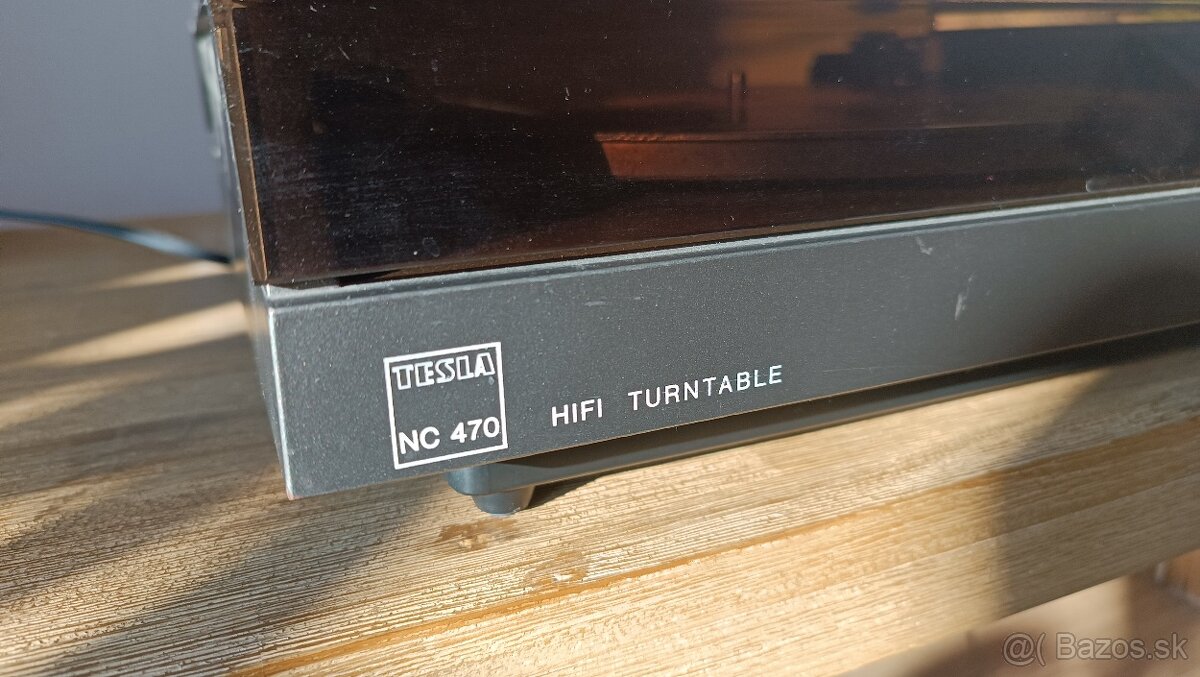 TESLA
NC 470
HIFI TURNTABLE
@( Bazos.sk